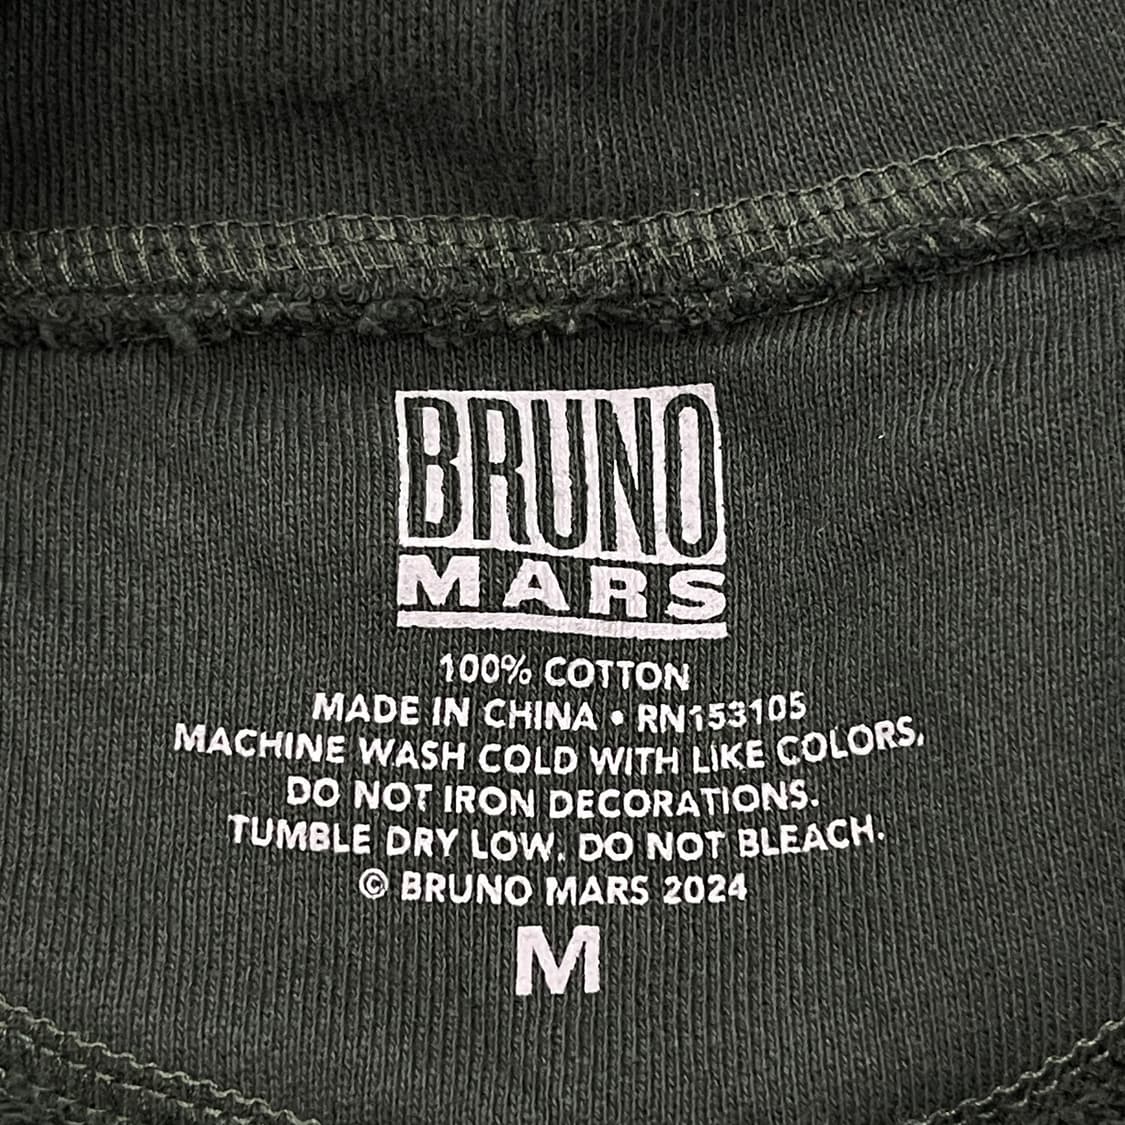 BRUNO
MARS
100% COTTON
MADE IN CHINA • RN153105
MACHINE WASH COLD WITH LIKE COLORS,
DO NOT IRON DECORATIONS.
TUMBLE DRY LOW. DO NOT BLEACH.
© BRUNO MARS 2024
M